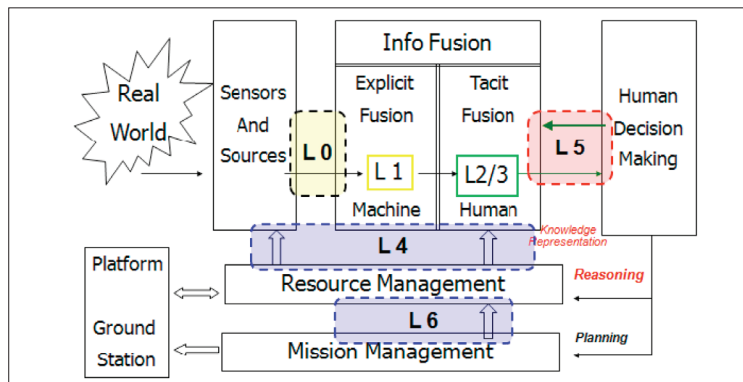 Info Fusion
Real
World
Sensors
And
Sources
L 0
Explicit
Fusion
L 1
Machine
Tacit
Fusion
L2/3
Human
L 5
Human
Decision
Making
Knowledge
Representation
L 4
Platform
Ground
Station
Resource Management
Reasoning
L 6
Mission Management
Planning